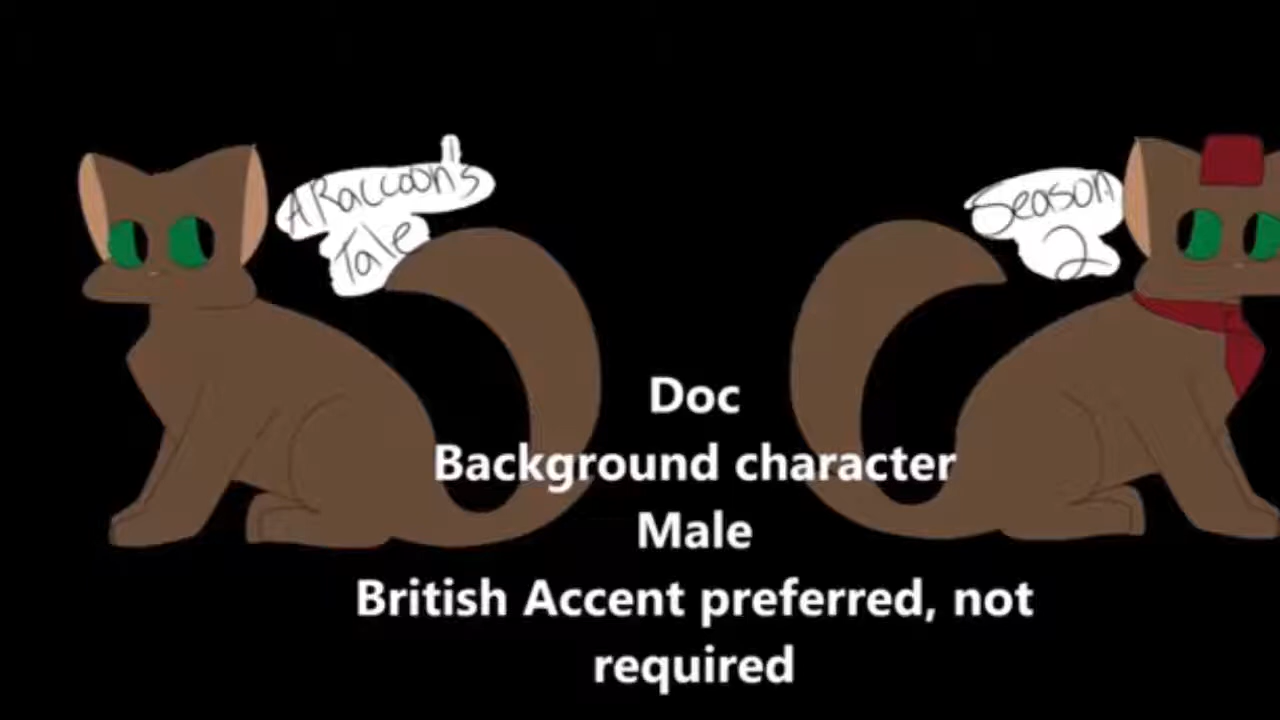 A Raccoon's
Tale
Season
2
Doc
Background character
Male
British Accent preferred, not
required